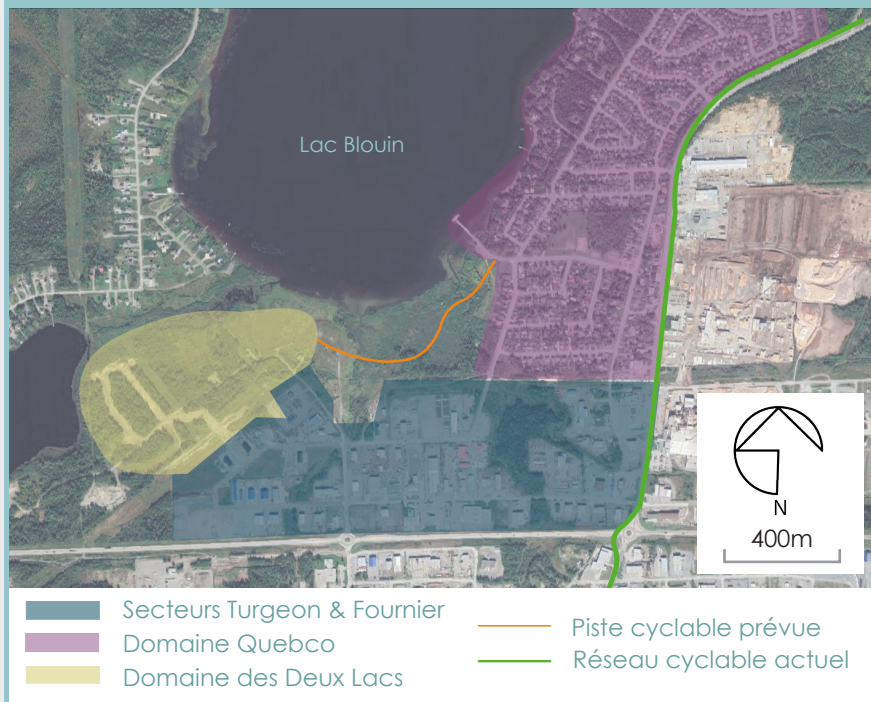 Lac Blouin
N
400m
Secteurs Turgeon & Fournier
Domaine Quebco
Domaine des Deux Lacs
Piste cyclable prévue
Réseau cyclable actuel